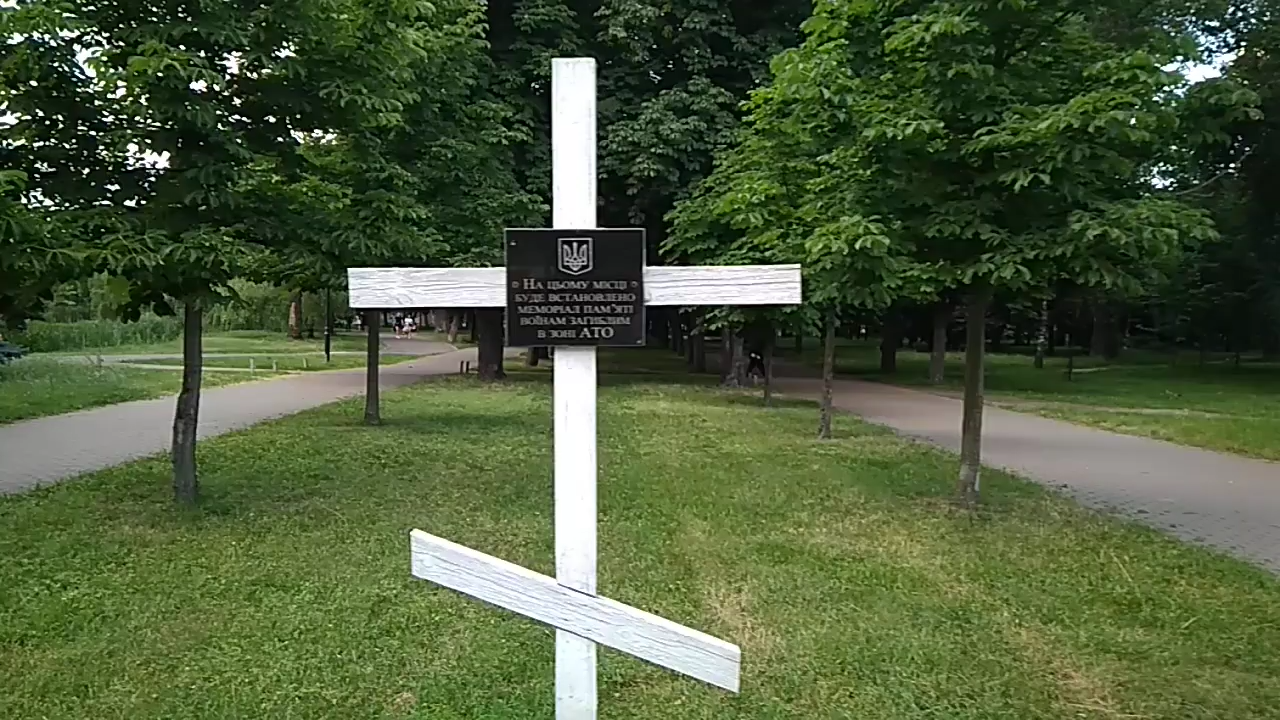 На цьому місці
буде встановлено
меморіал пам'яті
воїнам загиблим
в зоні АТО